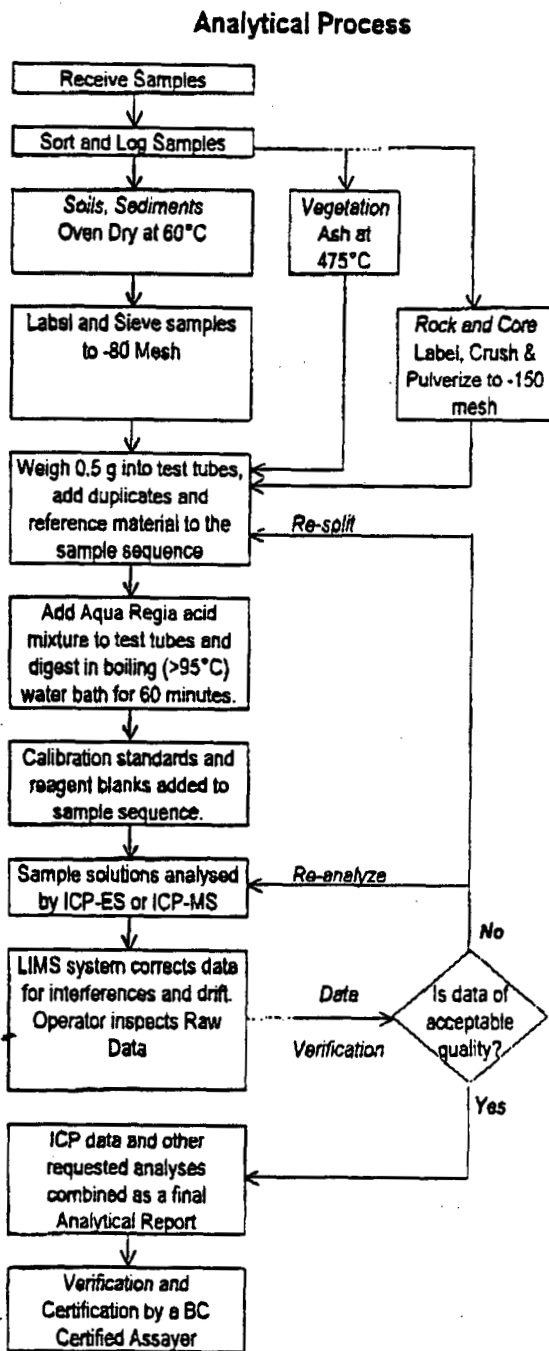 Analytical Process
Receive Samples
Sort and Log Samples
Soils, Sediments
Oven Dry at 60°C
Vegetation
Ash at
475°C
Label and Sieve samples
to -80 Mesh
Rock and Core
Label, Crush &
Pulverize to -150
mesh
Weigh 0.5 g into test tubes,
add duplicates and
reference material to the
sample sequence
Re-split
Add Aqua Regia acid
mixture to test tubes and
digest in boiling (>95°C)
water bath for 60 minutes.
Calibration standards and
reagent blanks added to
sample sequence.
Sample solutions analysed
by ICP-ES or ICP-MS
Re-analyze
No
LIMS system corrects data
for interferences and drift.
Operator inspects Raw
Data
Data
Verification
Is data of
acceptable
quality?
Yes
ICP data and other
requested analyses
combined as a final
Analytical Report
Verification and
Certification by a BC
Certified Assayer